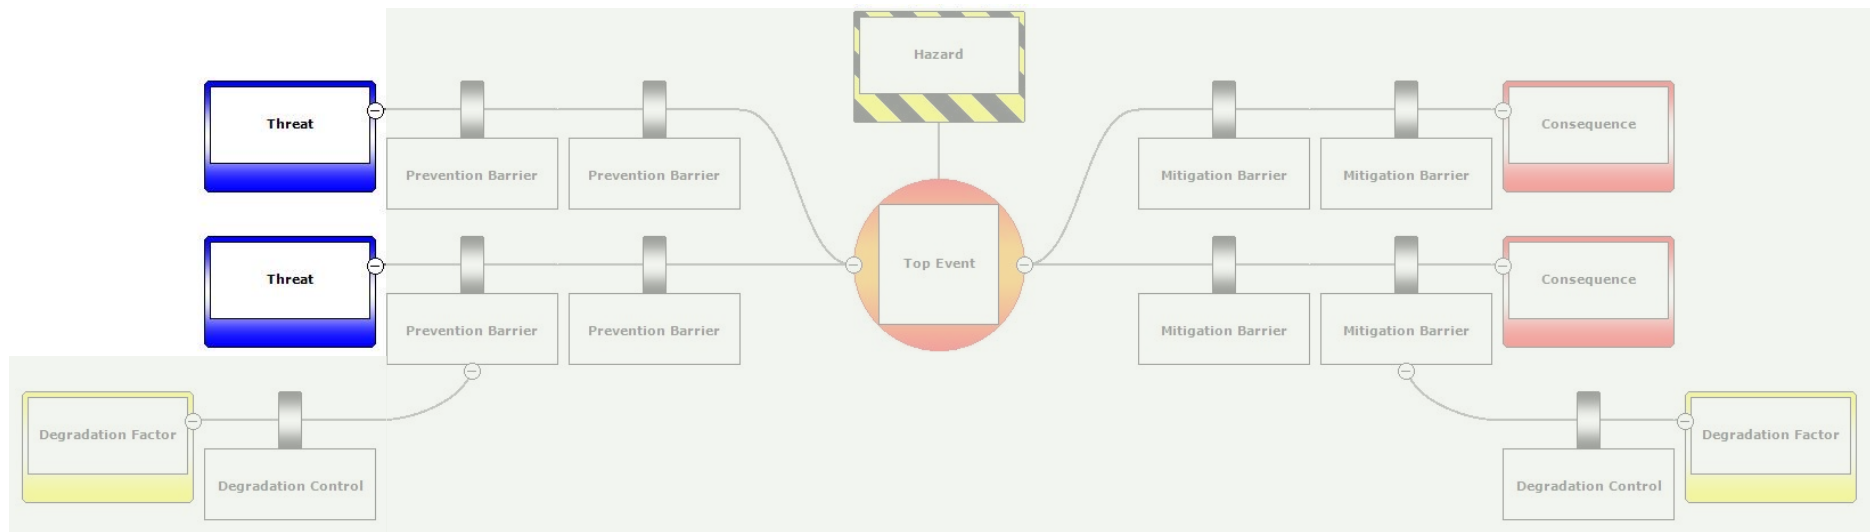 Hazard
Threat
Consequence
Prevention Barrier
Prevention Barrier
Mitigation Barrier
Mitigation Barrier
Top Event
Threat
Consequence
Prevention Barrier
Prevention Barrier
Mitigation Barrier
Mitigation Barrier
Degradation Factor
Degradation Factor
Degradation Control
Degradation Control